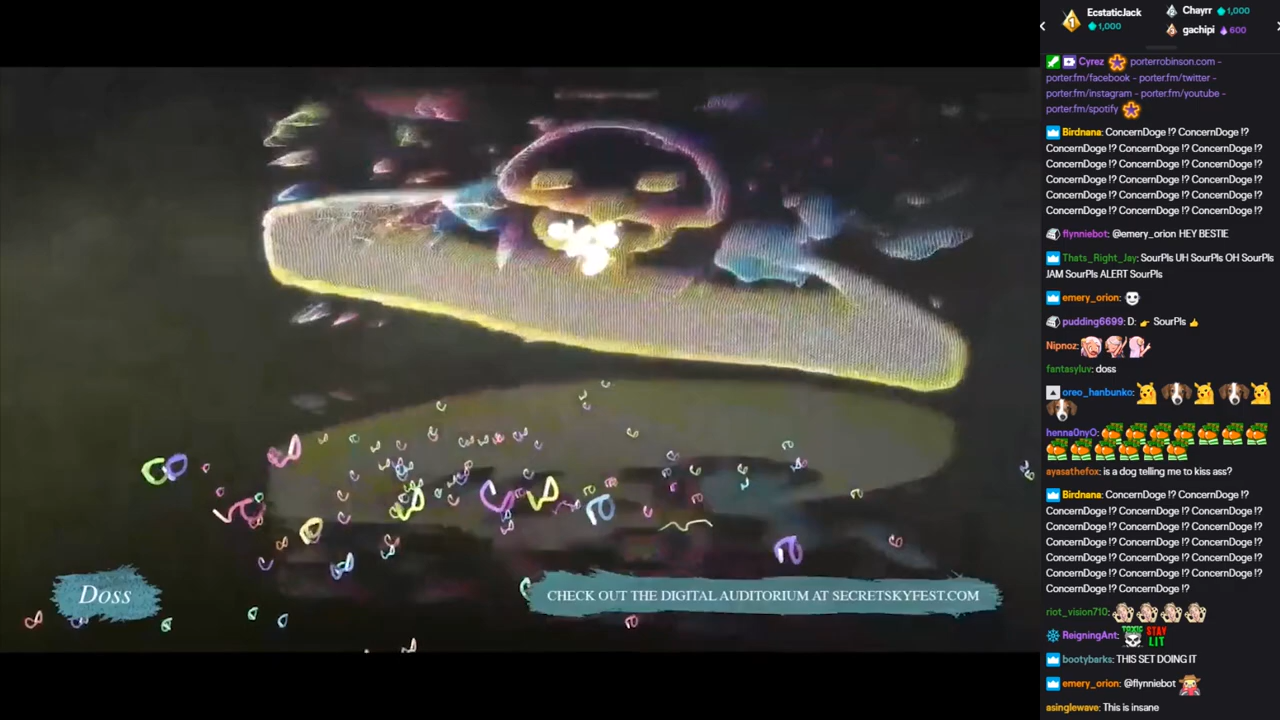 EcstaticJack
1
1,000
2 Chayrr 1,000
3 gachipi 600
Cyrez porterrobinson.com -
porter.fm/facebook - porter.fm/twitter -
porter.fm/instagram - porter.fm/youtube -
porter.fm/spotify
Birdnana: ConcernDoge !? ConcernDoge !?
ConcernDoge !? ConcernDoge !? ConcernDoge !?
ConcernDoge !? ConcernDoge !? ConcernDoge !?
ConcernDoge !? ConcernDoge !? ConcernDoge !?
ConcernDoge !? ConcernDoge !? ConcernDoge !?
ConcernDoge !? ConcernDoge !? ConcernDoge !?
flynniebot: @emery_orion HEY BESTIE
Thats_Right_Jay: SourPls UH SourPls OH SourPls
JAM SourPls ALERT SourPls
emery_orion:
pudding6699: D: SourPls
Nipnoz:
fantasyluv: doss
oreo_hanbunko:
henna0nyO:
ayasathefox: is a dog telling me to kiss ass?
Birdnana: ConcernDoge !? ConcernDoge !?
ConcernDoge !? ConcernDoge !? ConcernDoge !?
ConcernDoge !? ConcernDoge !? ConcernDoge !?
ConcernDoge !? ConcernDoge !? ConcernDoge !?
ConcernDoge !? ConcernDoge !? ConcernDoge !?
ConcernDoge !? ConcernDoge !? ConcernDoge !?
ConcernDoge !? ConcernDoge !?
riot_vision710:
ReigningAnt: TOXIC STAY
LIT
bootybarks: THIS SET DOING IT
emery_orion: @flynniebot
asinglewave: This is insane
Doss
CHECK OUT THE DIGITAL AUDITORIUM AT SECRETSKYFEST.COM